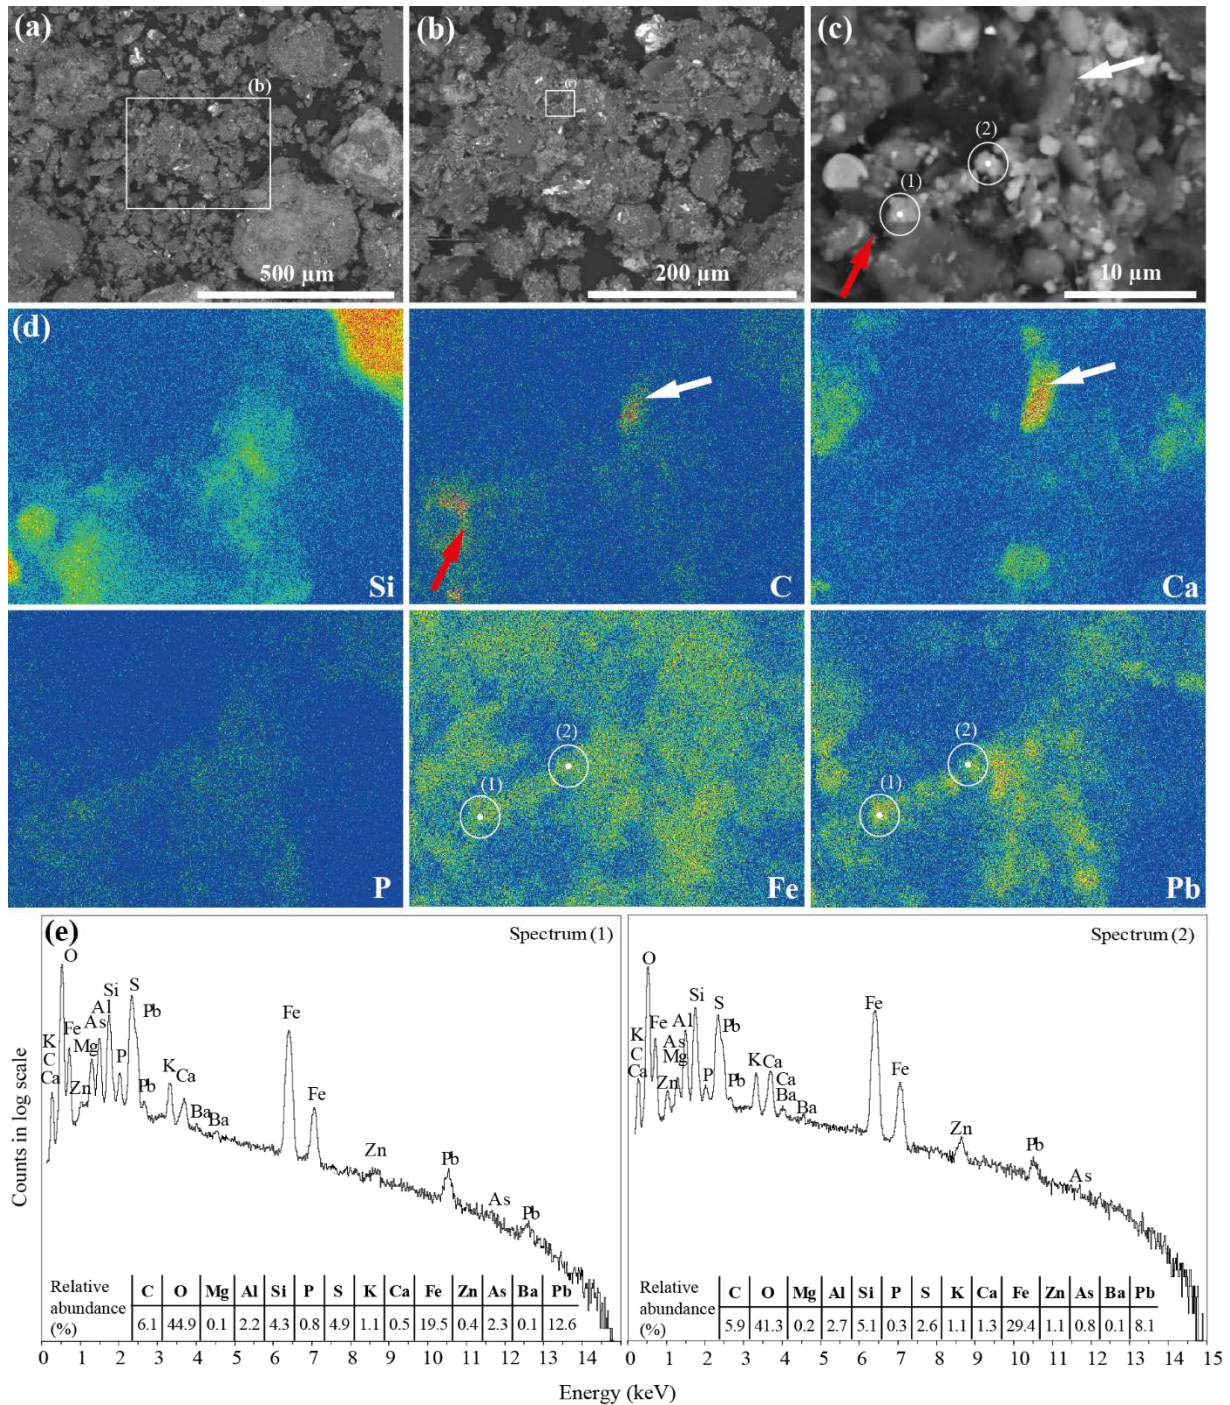 (a)
(b)
500 µm
(b)
(c)
200 µm
(c)
(1)
(2)
10 µm
(d)
Si
C
Ca
P
(1)
(2)
Fe
(1)
(2)
Pb
(e)
Spectrum (1)
O
K
C
Ca
Fe
Zn
Mg
As
Al
Si
P
S
Pb
Pb
K
Ca
Ba
Ba
Fe
Fe
Zn
Pb
As
Pb
Counts in log scale
Relative abundance (%)
C O Mg Al Si P S K Ca Fe Zn As Ba Pb
6.1 44.9 0.1 2.2 4.3 0.8 4.9 1.1 0.5 19.5 0.4 2.3 0.1 12.6
0 1 2 3 4 5 6 7 8 9 10 11 12 13 14
Spectrum (2)
O
K
C
Ca
Fe
Zn
As
Mg
Al
Si
P
S
Pb
Pb
K
Ca
Ca
Ba
Ba
Fe
Fe
Zn
Pb
As
Relative abundance (%)
C O Mg Al Si P S K Ca Fe Zn As Ba Pb
5.9 41.3 0.2 2.7 5.1 0.3 2.6 1.1 1.3 29.4 1.1 0.8 0.1 8.1
0 1 2 3 4 5 6 7 8 9 10 11 12 13 14 15
Energy (keV)